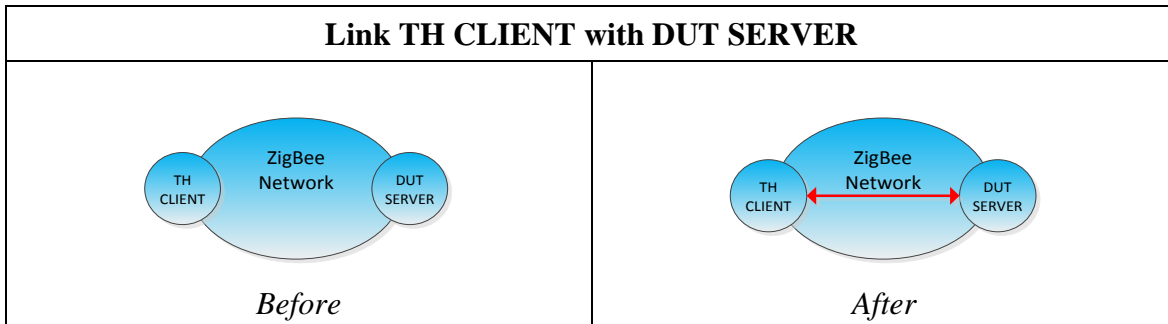 Link TH CLIENT with DUT SERVER
ZigBee
Network
TH
CLIENT
DUT
SERVER
Before
ZigBee
Network
TH
CLIENT
DUT
SERVER
After